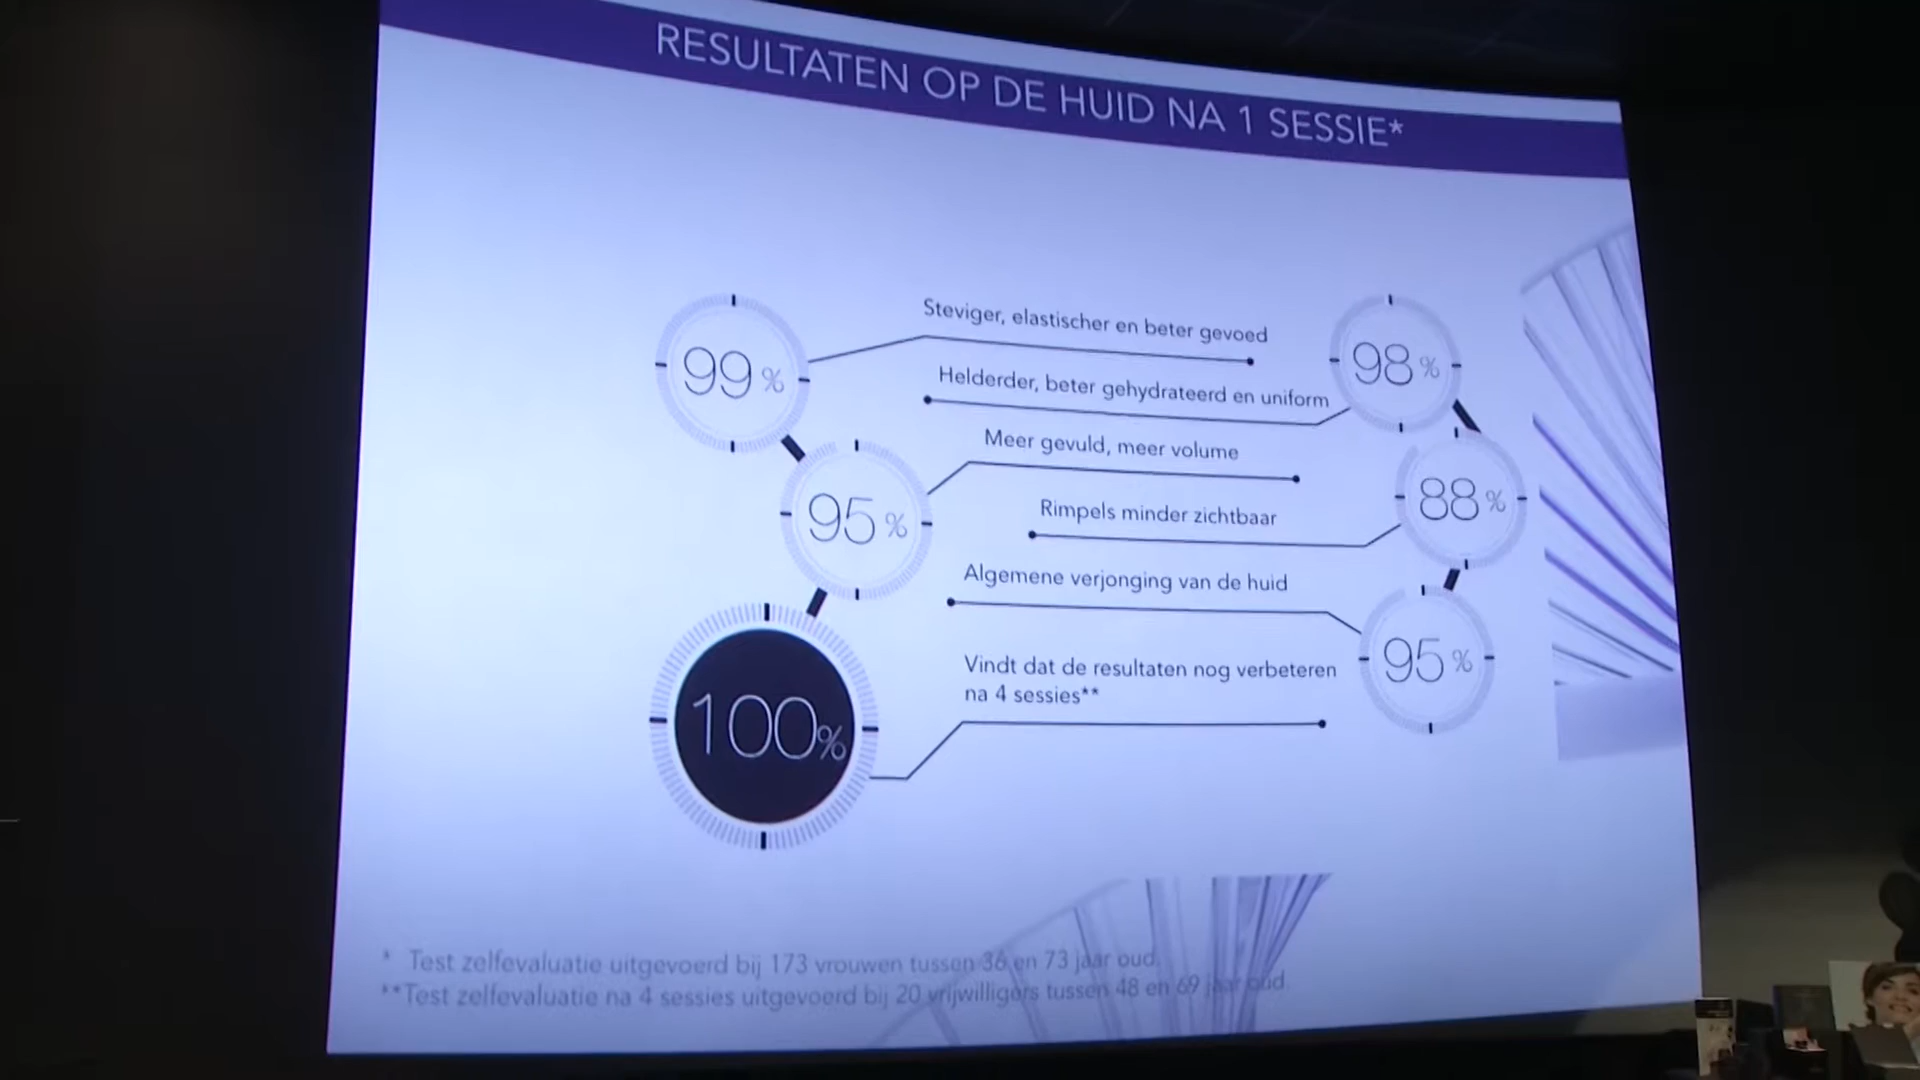 RESULTATEN OP DE HUID NA 1 SESSIE*
99%
Steviger, elastischer en beter gevoed
98%
Helderder, beter gehydrateerd en uniform
95%
Meer gevuld, meer volume
88%
Rimpels minder zichtbaar
Algemene verjonging van de huid
95%
100%
Vindt dat de resultaten nog verbeteren
na 4 sessies**
* Test zelfevaluatie uitgevoerd bij 173 vrouwen tussen 36 en 73 jaar oud.
**Test zelfevaluatie na 4 sessies uitgevoerd bij 20 vrijwilligers tussen 48 en 69 jaar oud.